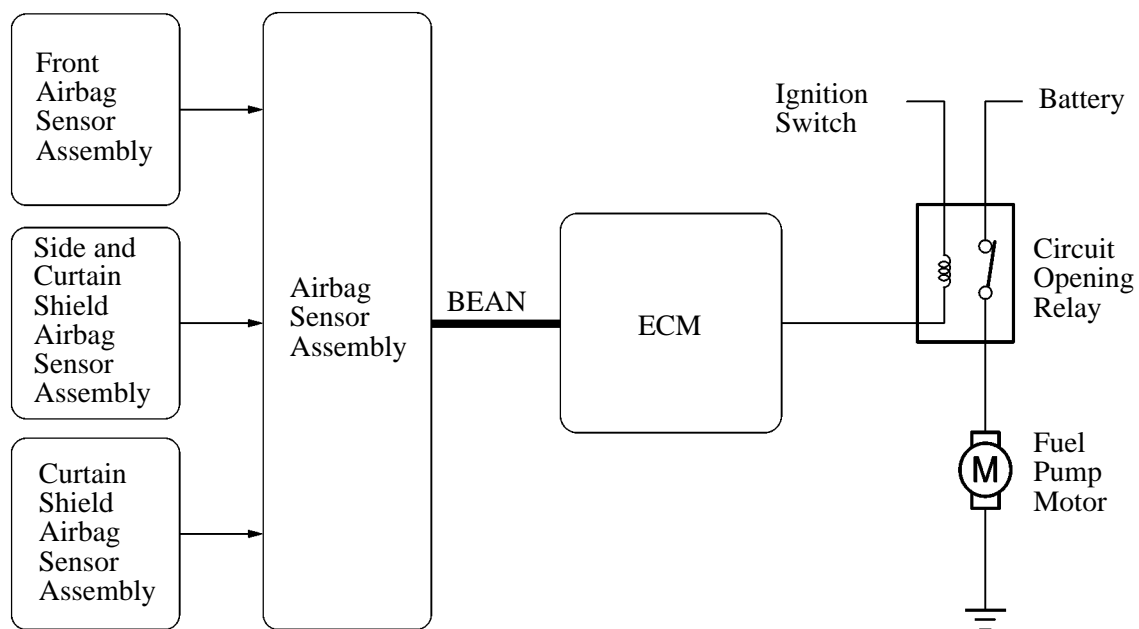 Front
Airbag
Sensor
Assembly
Side and
Curtain
Shield
Airbag
Sensor
Assembly
Curtain
Shield
Airbag
Sensor
Assembly
Airbag
Sensor
Assembly
BEAN
ECM
Ignition
Switch
Battery
Circuit
Opening
Relay
M
Fuel
Pump
Motor